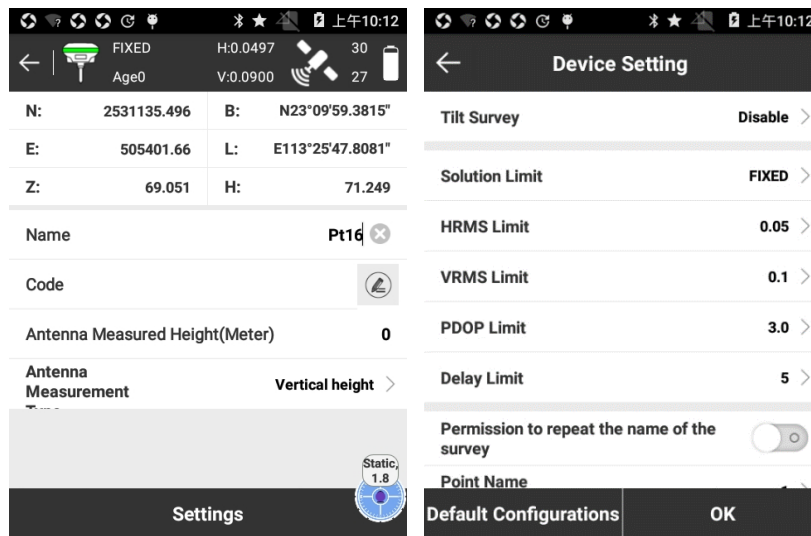 上午10:12
FIXED
H:0.0497
30
Age0
V:0.0900
27
N: 2531135.496 B: N23°09'59.3815"
E: 505401.66 L: E113°25'47.8081"
Z: 69.051 H: 71.249
Name Pt16
Code
Antenna Measured Height(Meter) 0
Antenna
Measurement
Vertical height
Static,
1.8
Settings
上午10:12
Device Setting
Tilt Survey Disable
Solution Limit FIXED
HRMS Limit 0.05
VRMS Limit 0.1
PDOP Limit 3.0
Delay Limit 5
Permission to repeat the name of the
survey
Point Name
Default Configurations OK